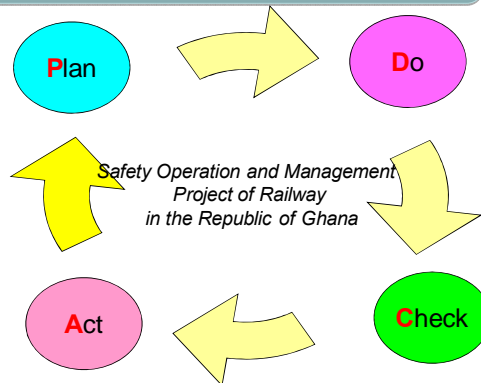 Plan
Do
Safety Operation and Management
Project of Railway
in the Republic of Ghana
Act
Check